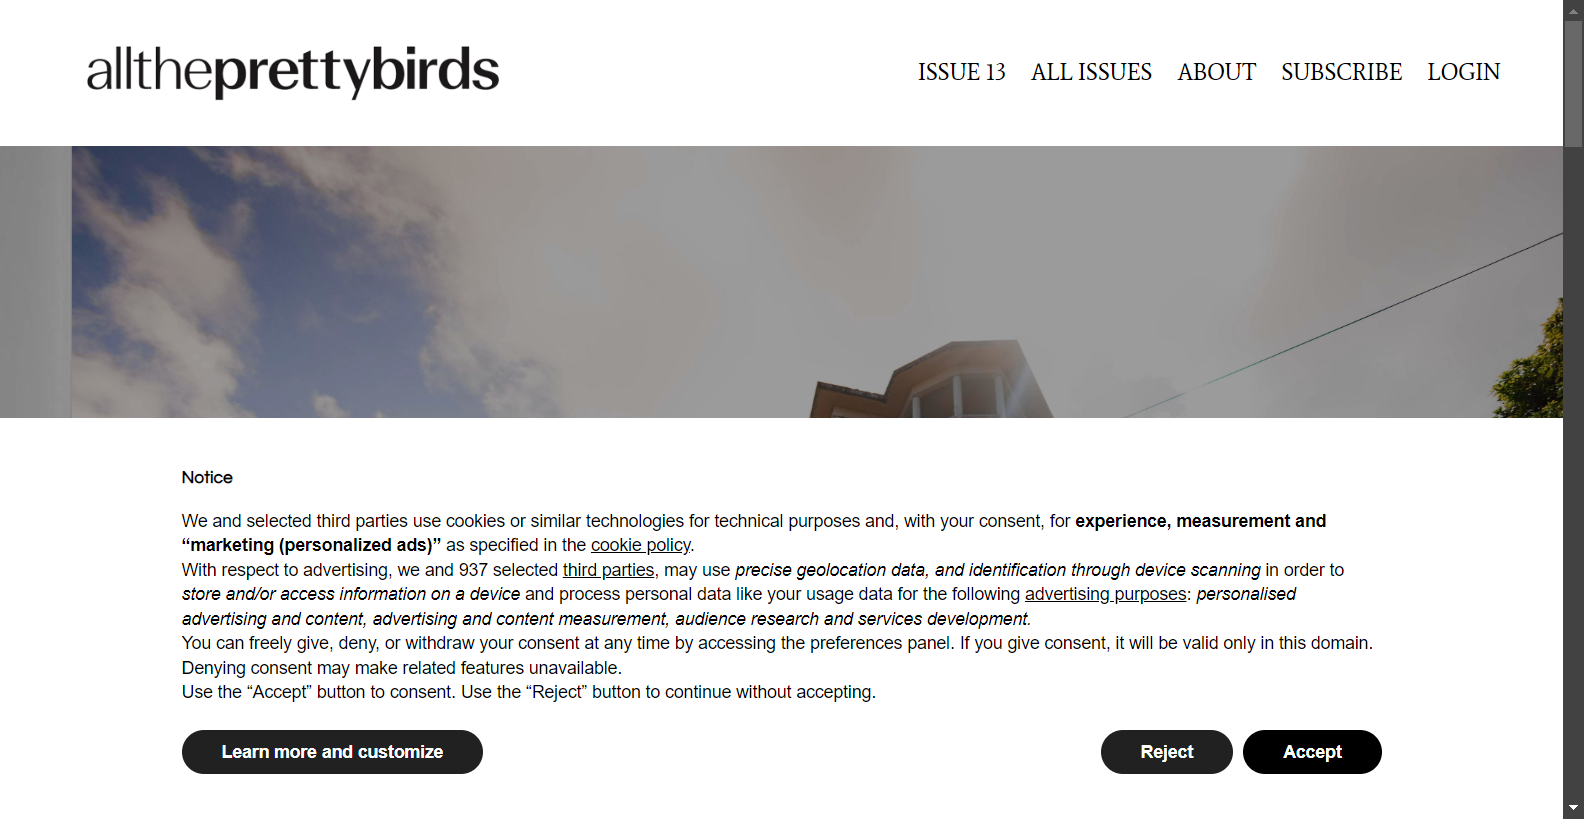 alltheprettybirds
ISSUE 13 ALL ISSUES ABOUT SUBSCRIBE LOGIN
Notice
We and selected third parties use cookies or similar technologies for technical purposes and, with your consent, for experience, measurement and
“marketing (personalized ads)” as specified in the cookie policy.
With respect to advertising, we and 937 selected third parties, may use precise geolocation data, and identification through device scanning in order to
store and/or access information on a device and process personal data like your usage data for the following advertising purposes: personalised
advertising and content, advertising and content measurement, audience research and services development.
You can freely give, deny, or withdraw your consent at any time by accessing the preferences panel. If you give consent, it will be valid only in this domain.
Denying consent may make related features unavailable.
Use the “Accept” button to consent. Use the “Reject” button to continue without accepting.
Learn more and customize Reject Accept